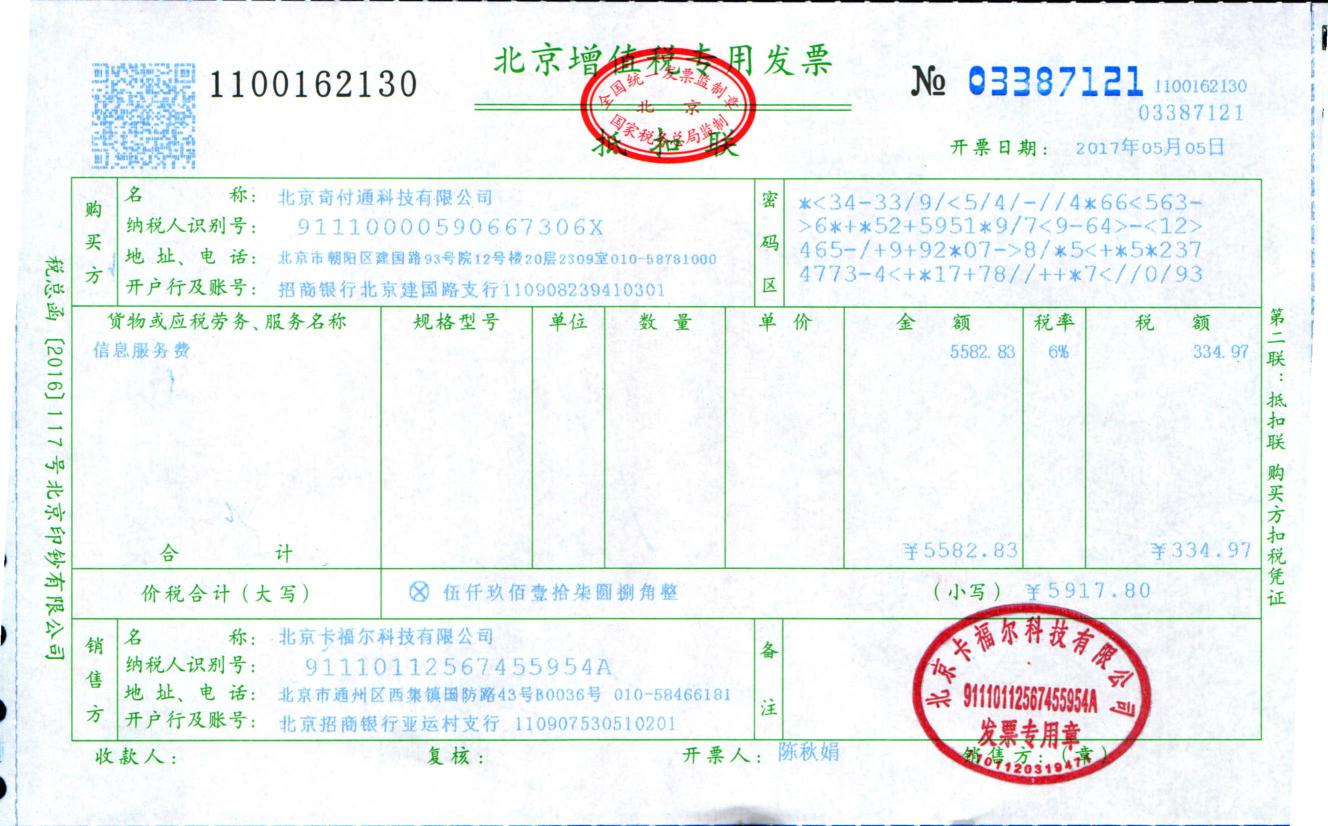 北京增值税专用发票
1100162130
№ 03387121
1100162130
03387121
全国统一发票监制章
北 京
国家税务总局监制
抵 扣 联
开票日期: 2017年05月05日
税总函[2016]117号北京印钞有限公司
购买方
名 称: 北京奇付通科技有限公司
纳税人识别号: 91110000590667306X
地 址、电 话: 北京市朝阳区建国路93号院12号楼20层2309室010-58781000
开户行及账号: 招商银行北京建国路支行110908239410301
密码区
*<34-33/9/<5/4/-//4*66<563-
>6*+*52+5951*9/7<9-64>-<12>
465-/+9+92*07->8/*5<+*5*237
4773-4<+*17+78//++*7<//0/93
货物或应税劳务、服务名称 规格型号 单位 数 量 单 价 金 额 税率 税 额
信息服务费 5582.83 6% 334.97
合 计 ¥5582.83 ¥334.97
价税合计(大写) ⊗ 伍仟玖佰壹拾柒圆捌角整 (小写) ¥5917.80
销售方
名 称: 北京卡福尔科技有限公司
纳税人识别号: 91110112567455954A
地 址、电 话: 北京市通州区西集镇国防路43号B0036号 010-58466181
开户行及账号: 北京招商银行亚运村支行 110907530510201
备注
北京卡福尔科技有限公司
91110112567455954A
发票专用章
收款人: 复核: 开票人: 陈秋娟 销售方:(章)
第二联:抵扣联 购买方扣税凭证